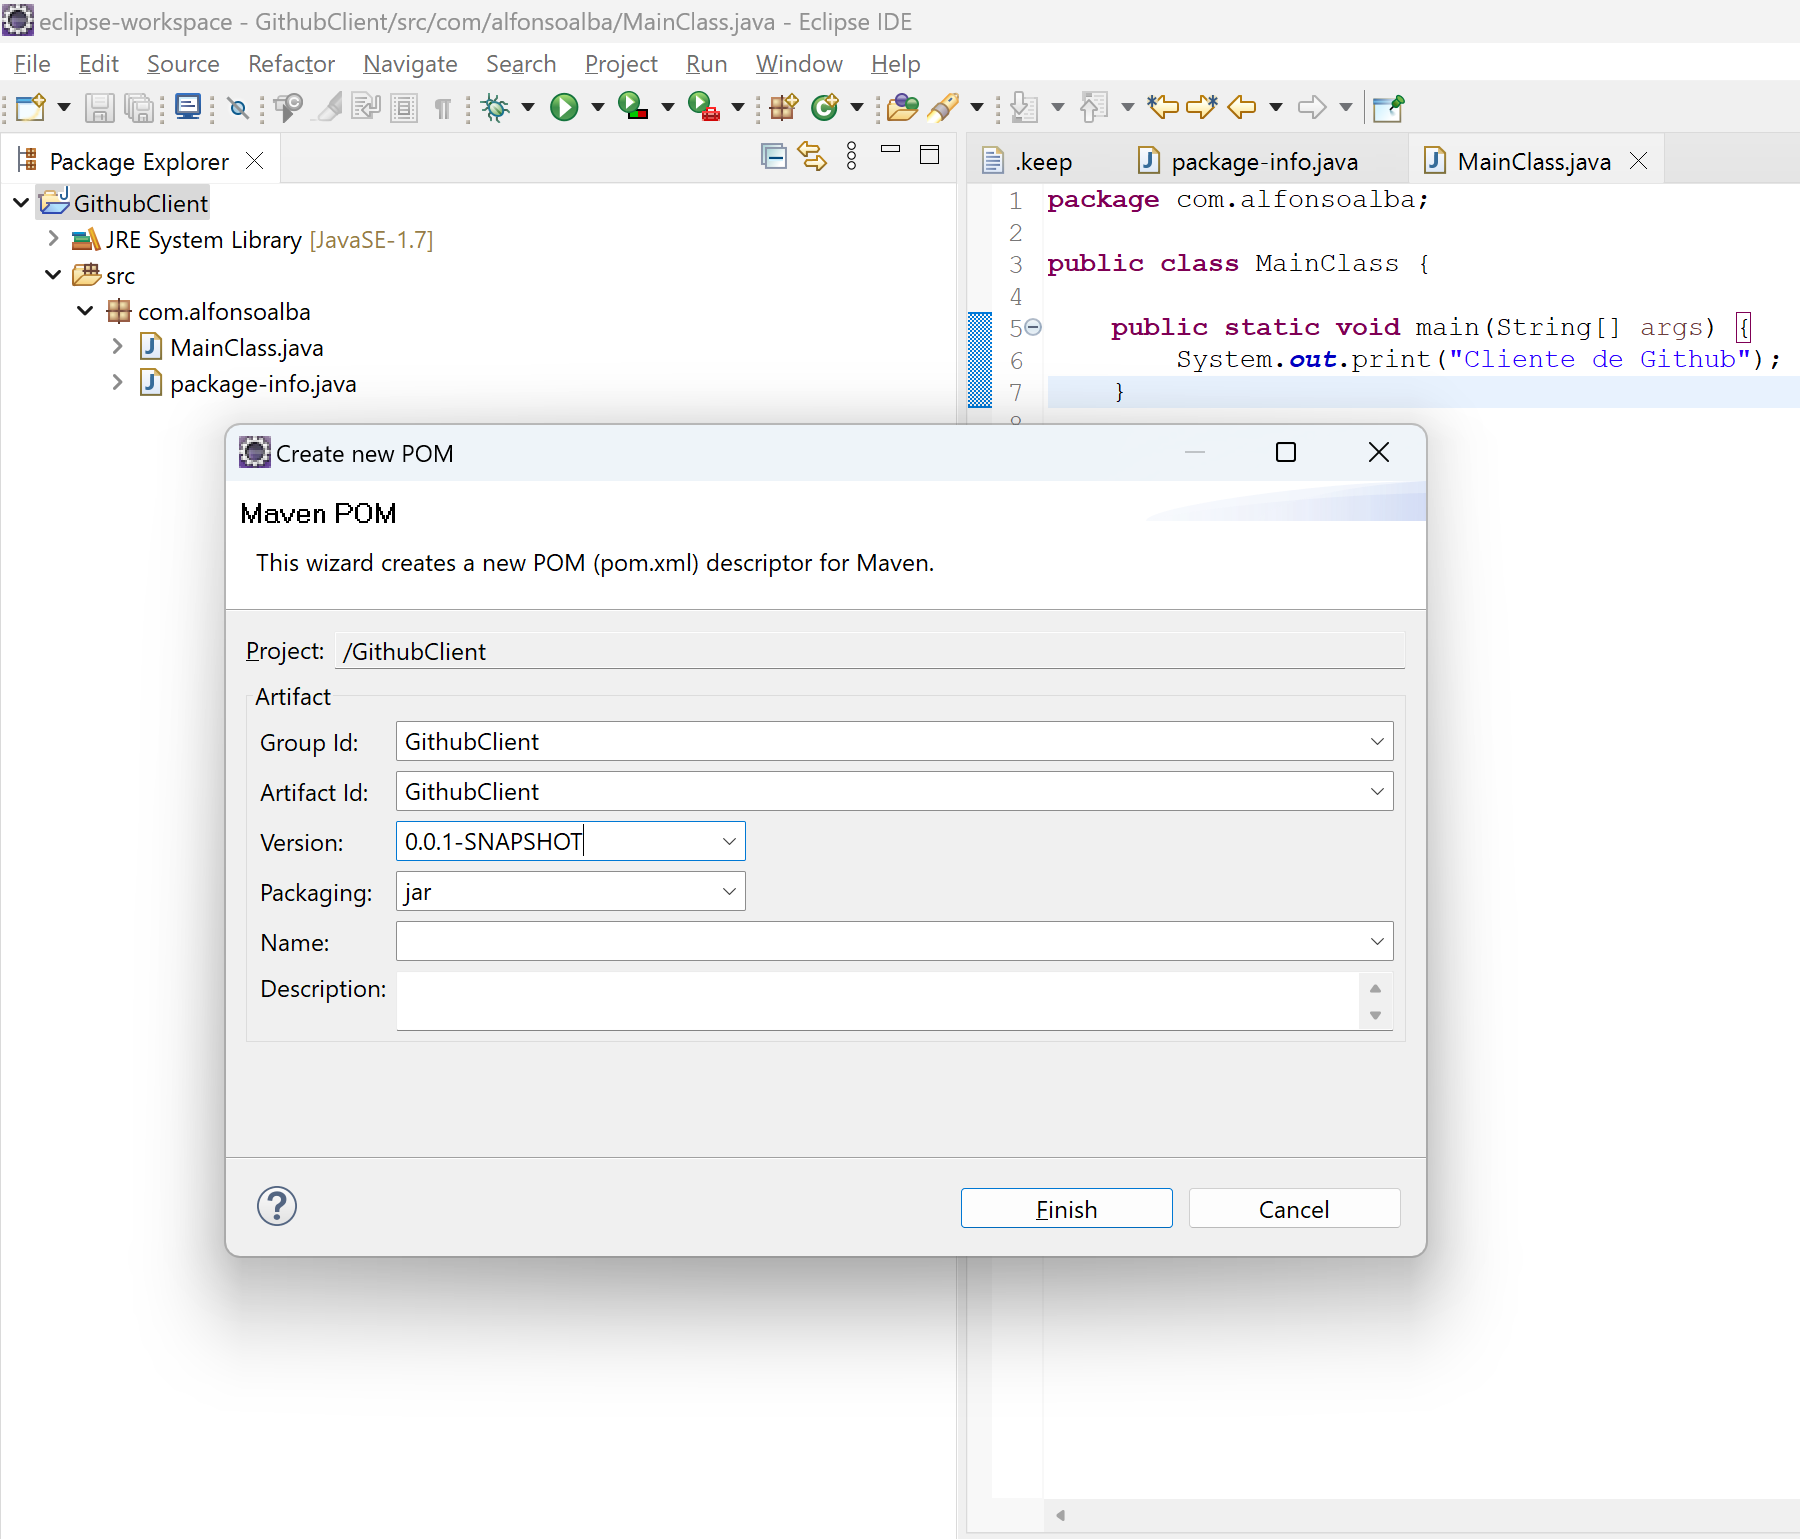 eclipse-workspace - GithubClient/src/com/alfonsoalba/MainClass.java - Eclipse IDE
File Edit Source Refactor Navigate Search Project Run Window Help
Package Explorer
GithubClient
JRE System Library [JavaSE-1.7]
src
com.alfonsoalba
MainClass.java
package-info.java
.keep package-info.java MainClass.java
1 package com.alfonsoalba;
2
3 public class MainClass {
4
5 public static void main(String[] args) {
6 System.out.print("Cliente de Github");
7 }
8
Create new POM
Maven POM
This wizard creates a new POM (pom.xml) descriptor for Maven.
Project: /GithubClient
Artifact
Group Id: GithubClient
Artifact Id: GithubClient
Version: 0.0.1-SNAPSHOT
Packaging: jar
Name:
Description:
Finish Cancel